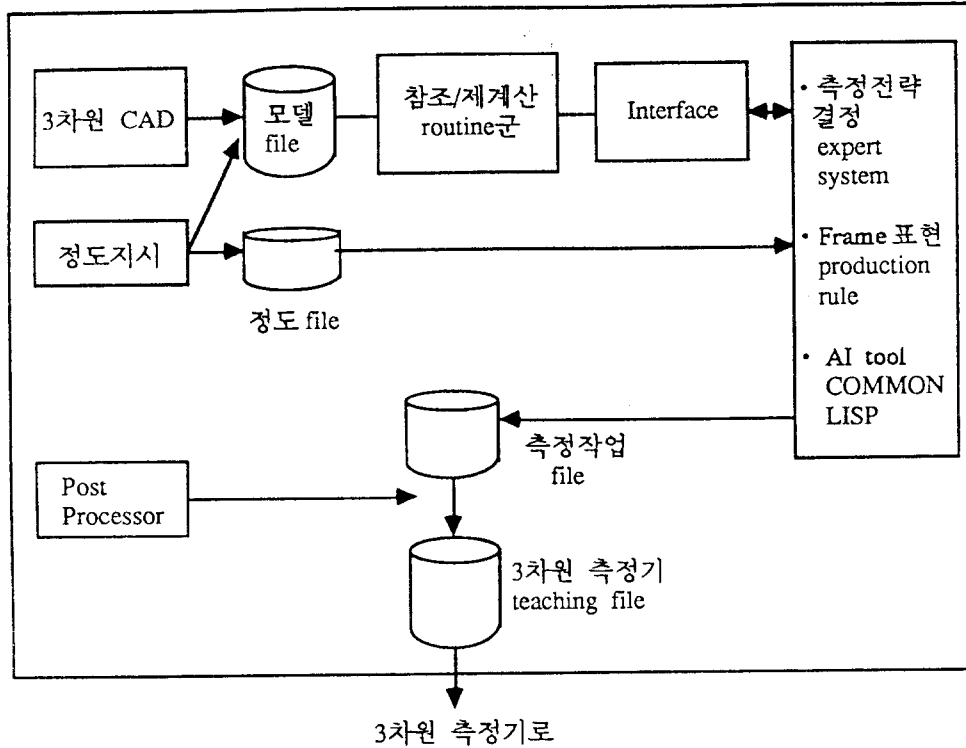 3차원 CAD
모델
file
참조/제계산
routine군
Interface
· 측정전략
결정
expert
system
· Frame 표현
production
rule
· AI tool
COMMON
LISP
정도지시
정도 file
측정작업
file
Post
Processor
3차원 측정기
teaching file
3차원 측정기로